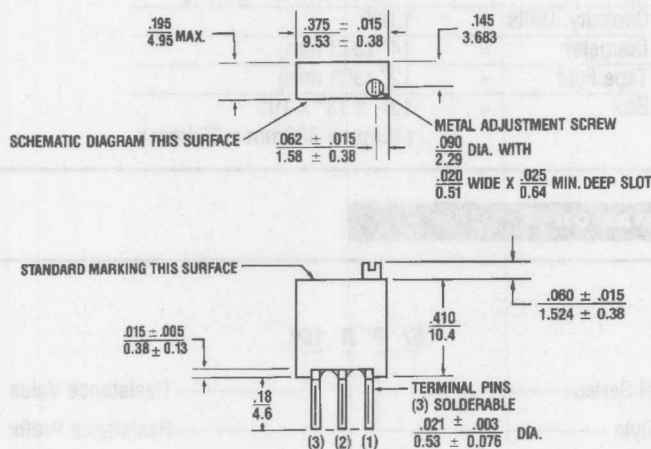 .195
4.95 MAX.
.375 ± .015
9.53 ± 0.38
.145
3.683
SCHEMATIC DIAGRAM THIS SURFACE
.062 ± .015
1.58 ± 0.38
METAL ADJUSTMENT SCREW
.090
2.29 DIA. WITH
.020
0.51 WIDE X .025
0.64 MIN. DEEP SLOT
STANDARD MARKING THIS SURFACE
.060 ± .015
1.524 ± 0.38
.015 ± .005
0.38 ± 0.13
.410
10.4
.18
4.6
TERMINAL PINS
(3) SOLDERABLE
.021 ± .003
0.53 ± 0.076 DIA.
(3) (2) (1)
Resistance Value
Resistance Prefix